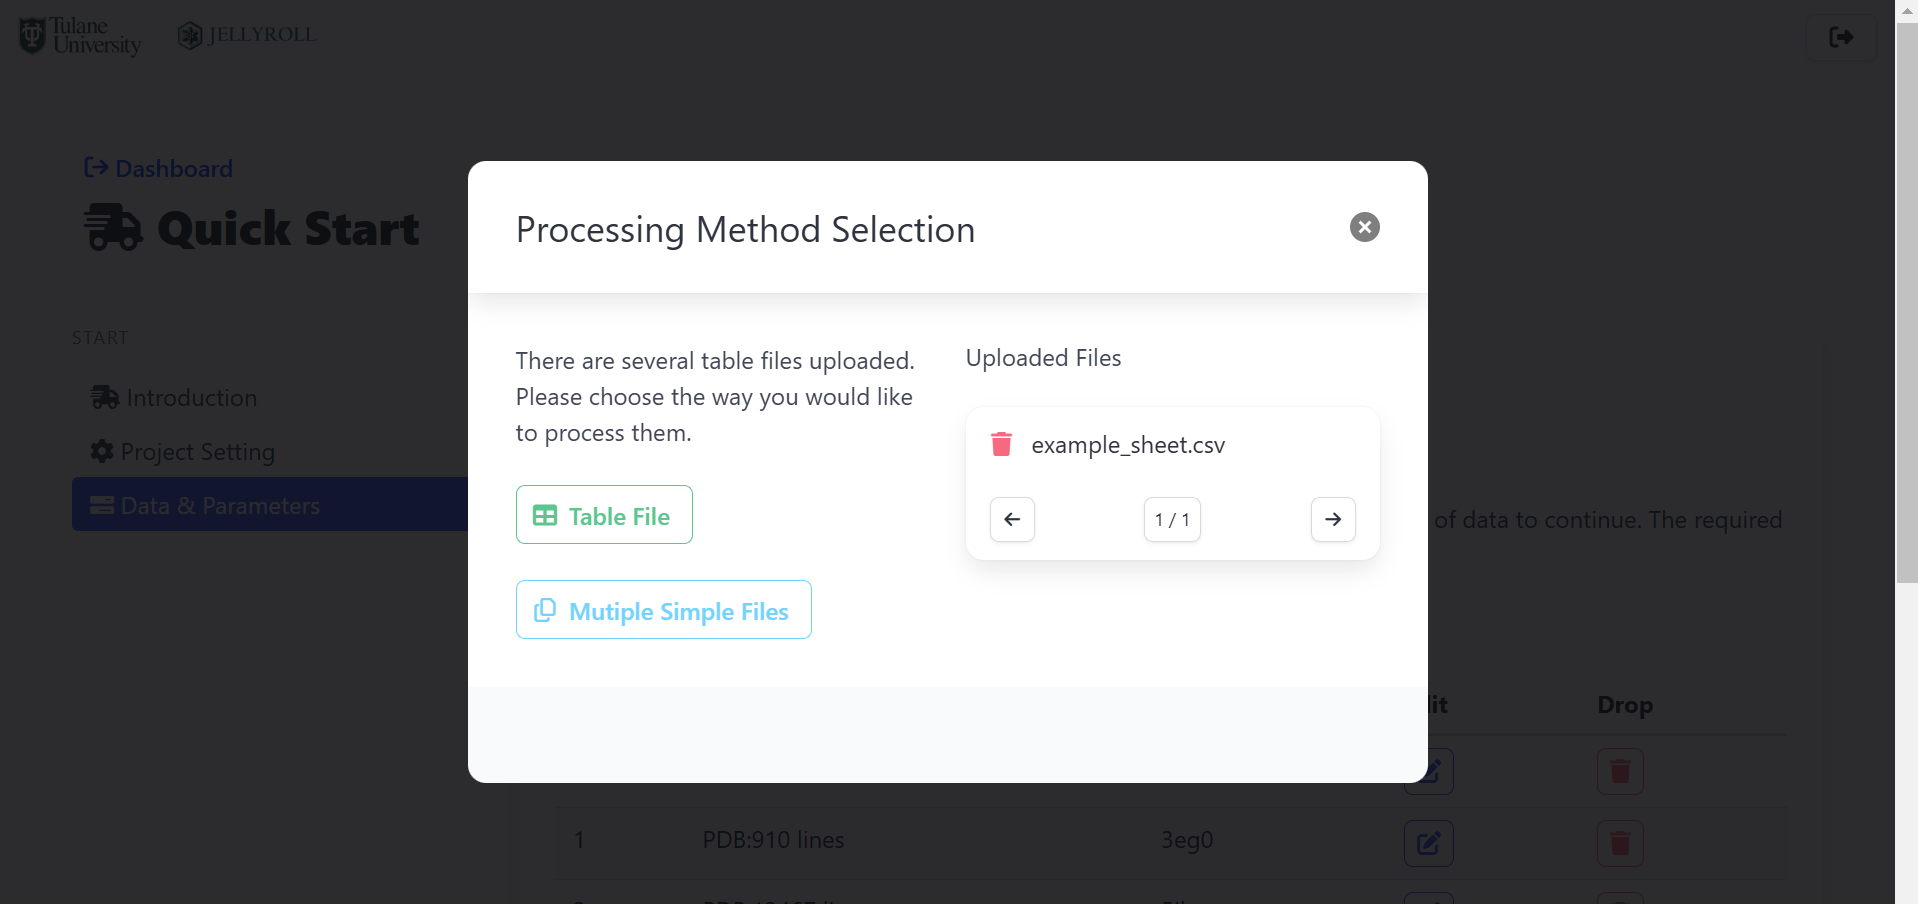 Tulane
University
JELLYROLL
Dashboard
Quick Start
START
Introduction
Project Setting
Data & Parameters
Processing Method Selection
There are several table files uploaded.
Please choose the way you would like
to process them.
Table File
Mutiple Simple Files
Uploaded Files
example_sheet.csv
1 / 1
of data to continue. The required
Drop
1 PDB:910 lines 3eg0